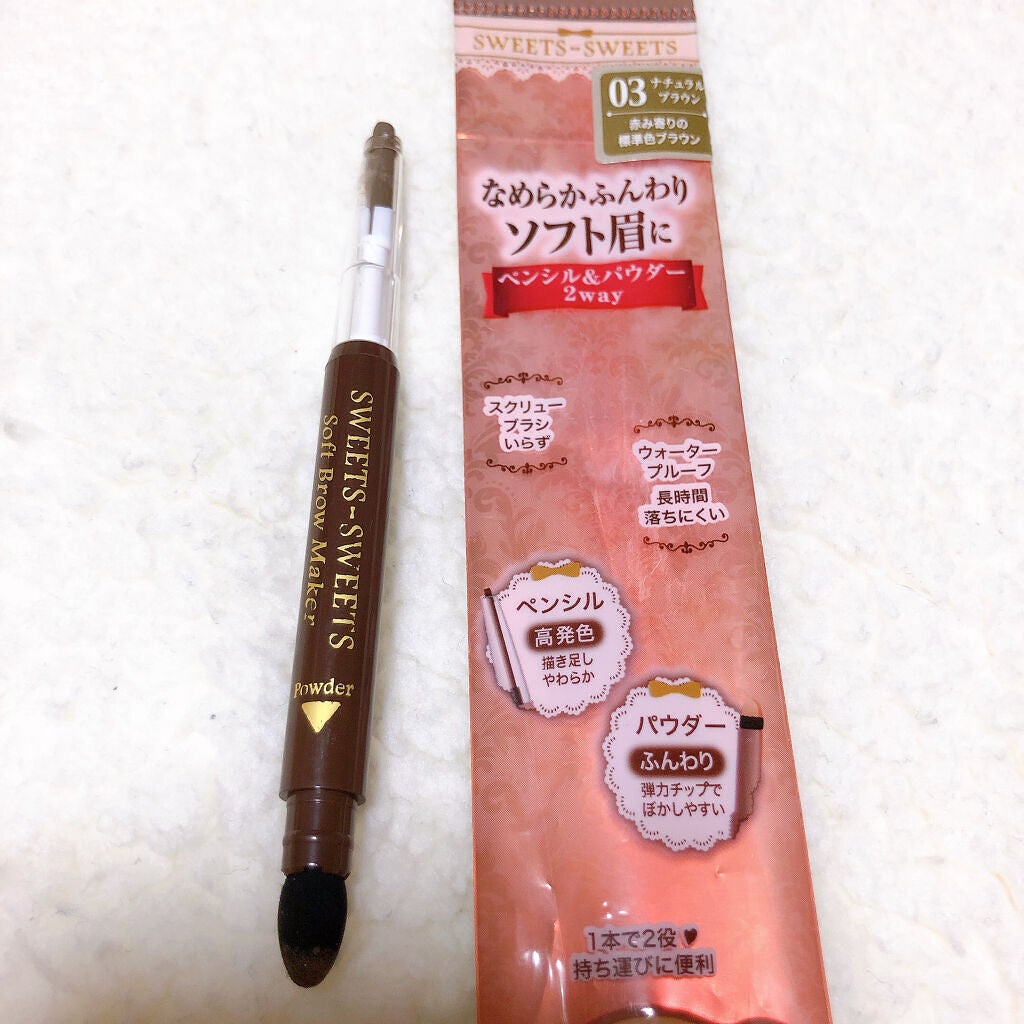 SWEETS-SWEETS
Soft Brow Maker
Powder
SWEETS-SWEETS
03 ナチュラル
ブラウン
赤み寄りの
標準色ブラウン
なめらかふんわり
ソフト眉に
ペンシル&パウダー
2way
スクリュー
ブラシ
いらず
ウォーター
プルーフ
長時間
落ちにくい
ペンシル
高発色
描き足し
やわらか
パウダー
ふんわり
弾力チップで
ぼかしやすい
1本で2役♥
持ち運びに便利